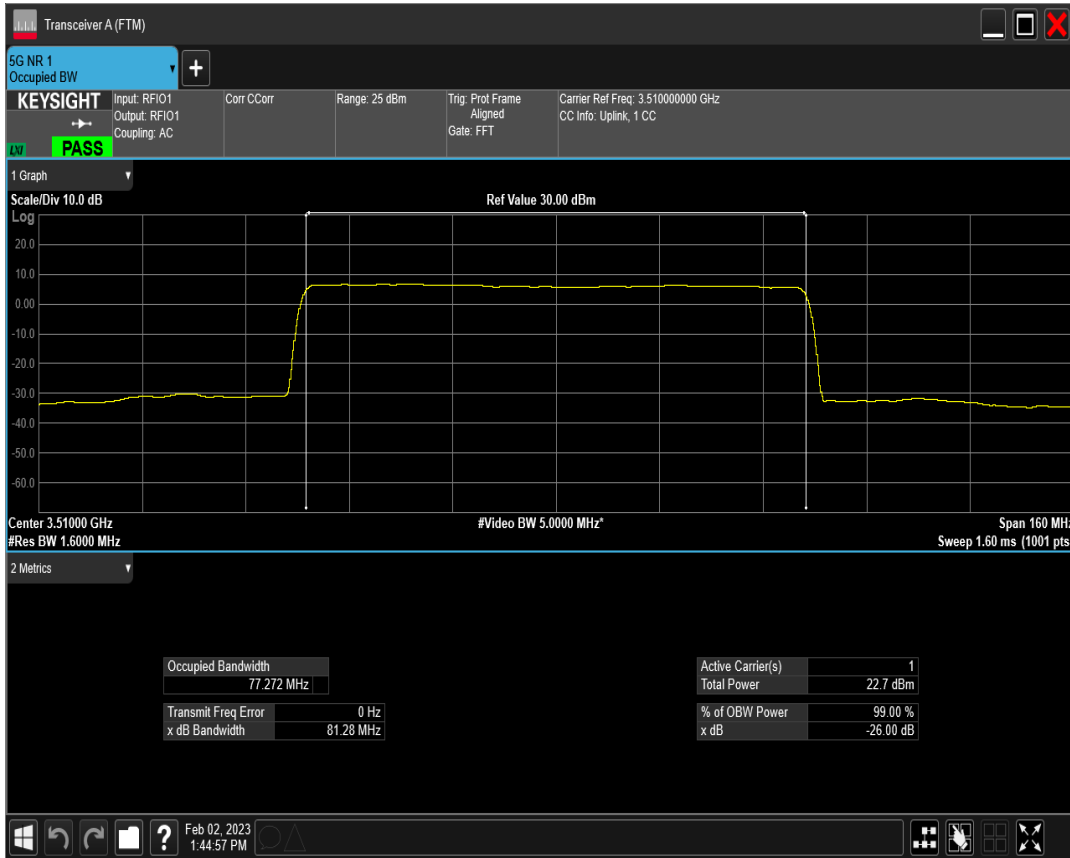 Transceiver A (FTM)
5G NR 1
Occupied BW
+
KEYSIGHT
LXI
PASS
Input: RFIO1
Output: RFIO1
Coupling: AC
Corr CCorr
Range: 25 dBm
Trig: Prot Frame
Aligned
Gate: FFT
Carrier Ref Freq: 3.510000000 GHz
CC Info: Uplink, 1 CC
1 Graph
Scale/Div 10.0 dB
Ref Value 30.00 dBm
Log
20.0
10.0
0.00
-10.0
-20.0
-30.0
-40.0
-50.0
-60.0
Center 3.51000 GHz
#Video BW 5.0000 MHz*
Span 160 MHz
#Res BW 1.6000 MHz
Sweep 1.60 ms (1001 pts
2 Metrics
Occupied Bandwidth
77.272 MHz
Transmit Freq Error 0 Hz
x dB Bandwidth 81.28 MHz
Active Carrier(s) 1
Total Power 22.7 dBm
% of OBW Power 99.00 %
x dB -26.00 dB
?
Feb 02, 2023
1:44:57 PM